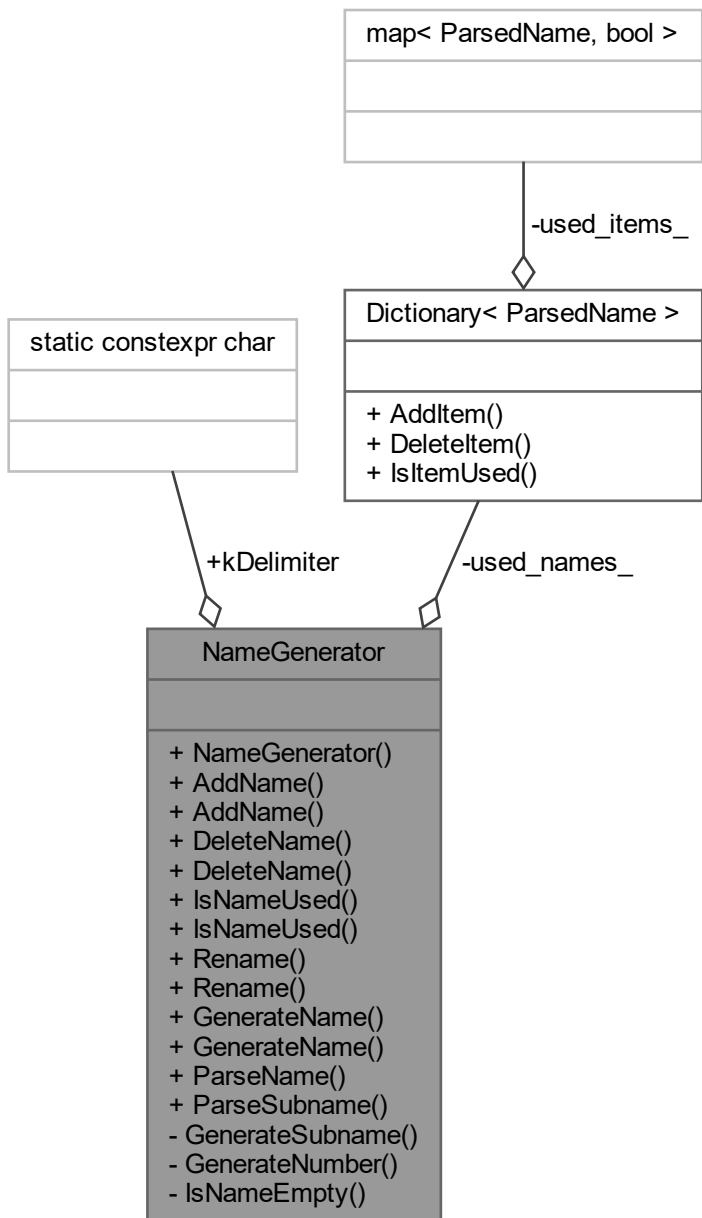 map< ParsedName, bool >
-used_items_
Dictionary< ParsedName >
+ AddItem()
+ DeleteItem()
+ IsItemUsed()
static constexpr char
+kDelimiter
-used_names_
NameGenerator
+ NameGenerator()
+ AddName()
+ AddName()
+ DeleteName()
+ DeleteName()
+ IsNameUsed()
+ IsNameUsed()
+ Rename()
+ Rename()
+ GenerateName()
+ GenerateName()
+ ParseName()
+ ParseSubname()
- GenerateSubname()
- GenerateNumber()
- IsNameEmpty()